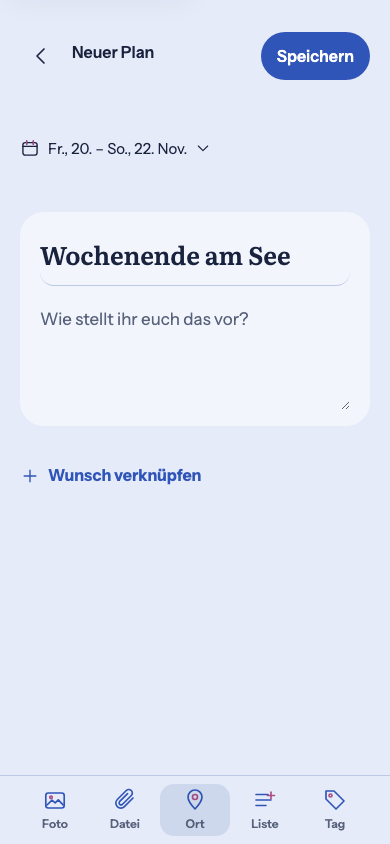 Neuer Plan
Speichern
Fr., 20. – So., 22. Nov.
Wochenende am See
Wie stellt ihr euch das vor?
Wunsch verknüpfen
Foto
Datei
Ort
Liste
Tag